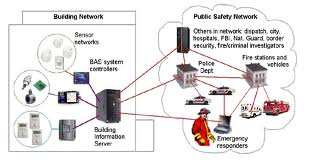 Building Network
Public Safety Network
Sensor
networks
BAS system
controllers
Building
Information
Server
Others in network: dispatch, city,
hospitals, FBI, Nat. Guard, border
security, fire/criminal investigators
Police
Dept
Fire stations and
vehicles
Emergency
responders